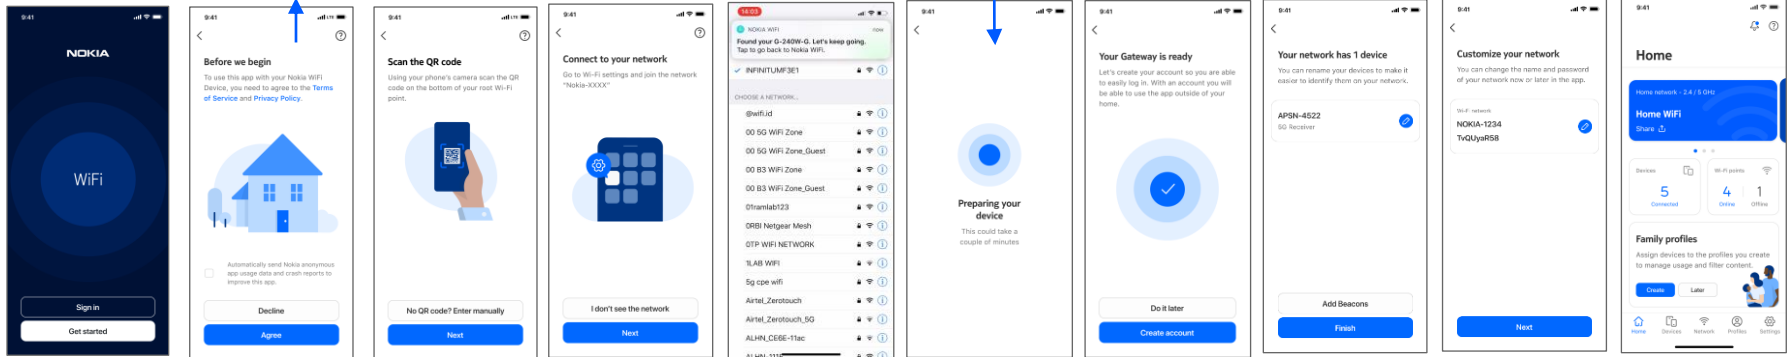 9:41
NOKIA
WiFi
Sign in
Get started
9:41
LTE
Before we begin
To use this app with your Nokia WiFi
Device, you need to agree to the Terms
of Service and Privacy Policy.
Automatically send Nokia anonymous
app usage data and crash reports to
improve this app.
Decline
Agree
9:41
LTE
Scan the QR code
Using your phone's camera scan the QR
code on the bottom of your root Wi-Fi
point.
No QR code? Enter manually
Next
9:41
Connect to your network
Go to Wi-Fi settings and join the network
"Nokia-XXXX"
I don't see the network
Next
14:03
NOKIA WIFI now
Found your G-240W-G. Let's keep going.
Tap to go back to Nokia WiFi.
INFINITUMF3E1
CHOOSE A NETWORK...
@wifi.id
00 5G WiFi Zone
00 5G WiFi Zone_Guest
00 B3 WiFi Zone
00 B3 WiFi Zone_Guest
01ramlab123
0RBI Netgear Mesh
0TP WIFI NETWORK
1LAB WIFI
5g cpe wifi
Airtel_Zerotouch
Airtel_Zerotouch_5G
ALHN_CE6E-11ac
9:41
Preparing your
device
This could take a
couple of minutes
9:41
Your Gateway is ready
Let's create your account so you are able
to easily log in. With an account you will
be able to use the app outside of your
home.
Do it later
Create account
9:41
Your network has 1 device
You can rename your devices to make it
easier to identify them on your network.
APSN-4522
5G Receiver
Add Beacons
Finish
9:41
Customize your network
You can change the name and password
of your network now or later in the app.
Wi-Fi network
NOKIA-1234
TvQUyaR58
Next
9:41
Home
Home network - 2.4 / 5 GHz
Home WiFi
Share
Devices
5
Connected
Wi-Fi points
4 1
Online Offline
Family profiles
Assign devices to the profiles you create
to manage usage and filter content.
Create Later
Home Devices Network Profiles Settings